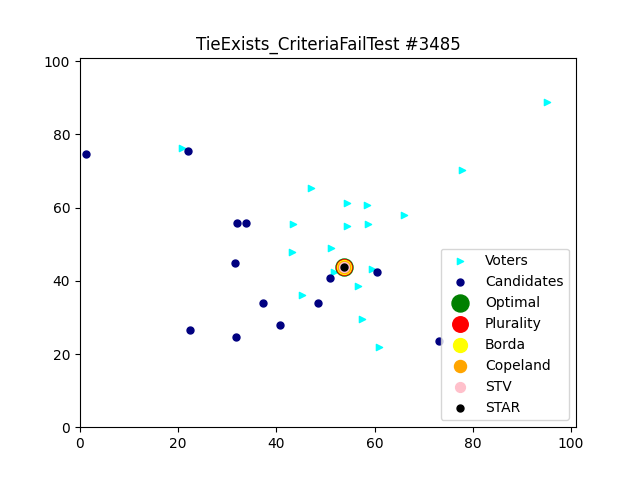 TieExists_CriteriaFailTest #3485
100
80
60
40
20
0
0 20 40 60 80 100
Voters
Candidates
Optimal
Plurality
Borda
Copeland
STV
STAR